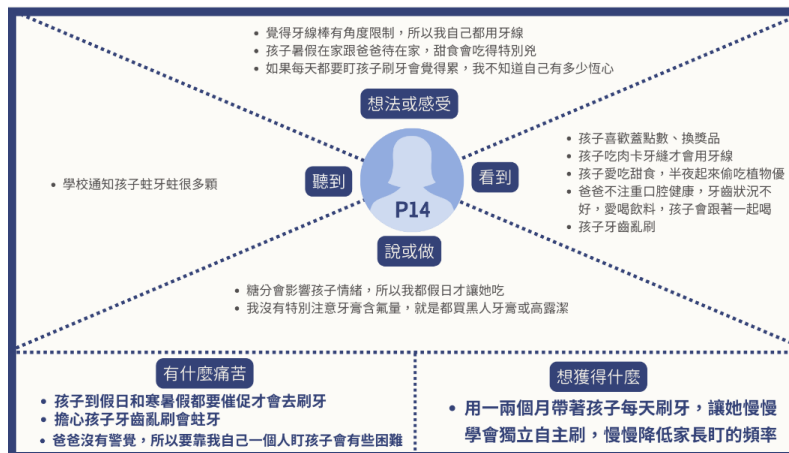 • 覺得牙線棒有角度限制，所以我自己都用牙線
• 孩子暑假在家跟爸爸待在家，甜食會吃得特別兇
• 如果每天都要盯孩子刷牙會覺得累，我不知道自己有多少恆心
想法或感受
• 學校通知孩子蛀牙蛀很多顆
聽到
P14
看到
• 孩子喜歡蓋點數、換獎品
• 孩子吃肉卡牙縫才會用牙線
• 孩子愛吃甜食，半夜起來偷吃植物優
• 爸爸不注重口腔健康，牙齒狀況不
好，愛喝飲料，孩子會跟著一起喝
• 孩子牙齒亂刷
說或做
• 糖分會影響孩子情緒，所以我都假日才讓她吃
• 我沒有特別注意牙膏含氟量，就是都買黑人牙膏或高露潔
有什麼痛苦
• 孩子到假日和寒暑假都要催促才會去刷牙
• 擔心孩子牙齒亂刷會蛀牙
• 爸爸沒有警覺，所以要靠我自己一個人盯孩子會有些困難
想獲得什麼
• 用一兩個月帶著孩子每天刷牙，讓她慢慢
學會獨立自主刷，慢慢降低家長盯的頻率